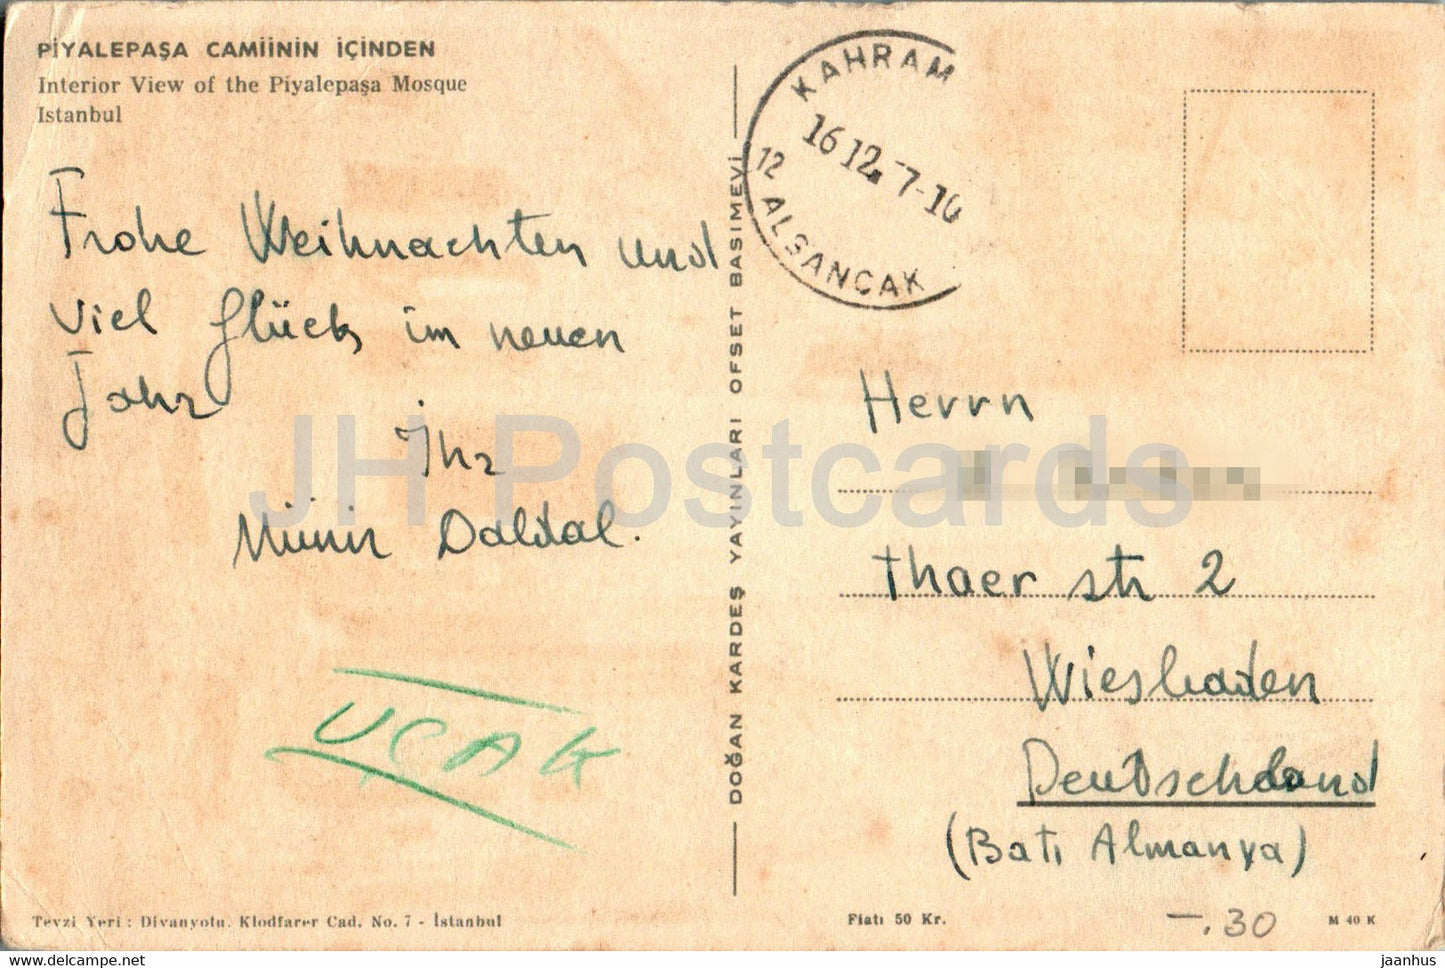 PİYALEPAŞA CAMİİNİN İÇİNDEN
Interior View of the Piyalepaşa Mosque
Istanbul
Frohe Weihnachten und
viel Glück im neuen
Jahr
Ihr
Münir Daldal.
UCAK
Tevzi Yeri : Divanyolu. Klodfarer Cad. No. 7 - İstanbul
DOĞAN KARDEŞ YAYINLARI OFSET BASIMEVİ
KAHRAM
16 12. 7-10
12 ALSANCAK
Herrn
Thaer str 2
Wiesbaden
Deutschland
(Batı Almanya)
Fiatı 50 Kr.
-.30
M 40 K
JH Postcards
jaanhus